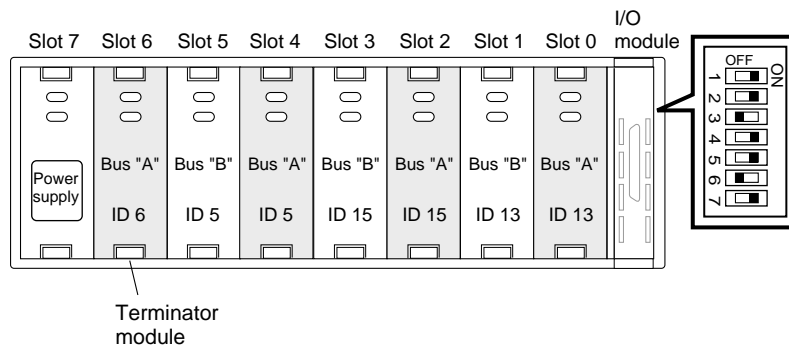 I/O
module
Slot 7 Slot 6 Slot 5 Slot 4 Slot 3 Slot 2 Slot 1 Slot 0
OFF
ON
1
2
3
4
5
6
7
Power
supply
Bus "A" Bus "B" Bus "A" Bus "B" Bus "A" Bus "B" Bus "A"
ID 6 ID 5 ID 5 ID 15 ID 15 ID 13 ID 13
Terminator
module